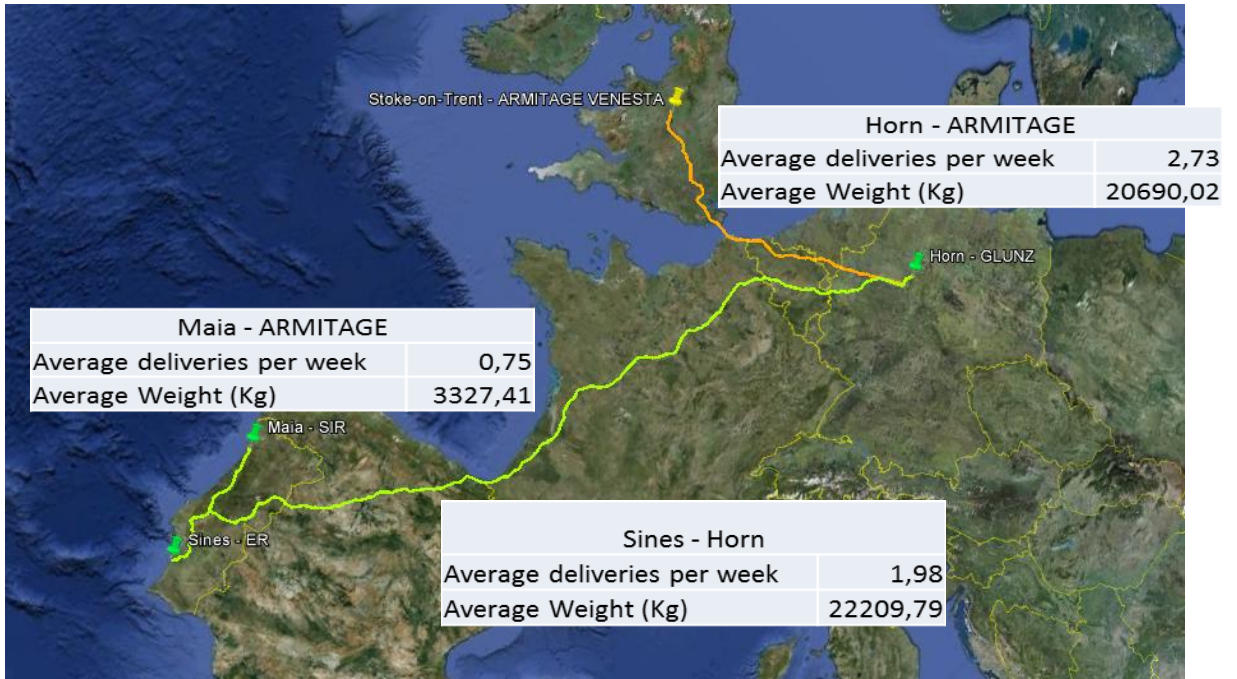 Stoke-on-Trent - ARMITAGE VENESTA
Horn - ARMITAGE
Average deliveries per week 2,73
Average Weight (Kg) 20690,02
Horn - GLUNZ
Maia - ARMITAGE
Average deliveries per week 0,75
Average Weight (Kg) 3327,41
Maia - SIR
Sines - ER
Sines - Horn
Average deliveries per week 1,98
Average Weight (Kg) 22209,79